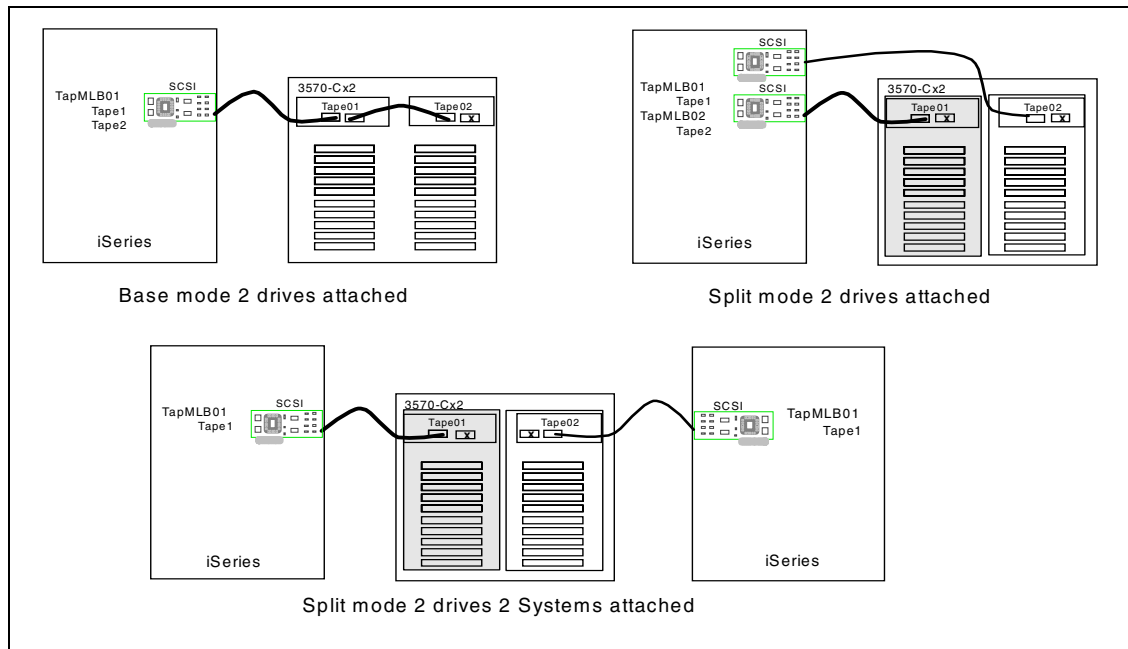 SCSI
TapMLB01
Tape1
Tape2
3570-Cx2
Tape01
Tape02
X
iSeries
Base mode 2 drives attached
SCSI
SCSI
TapMLB01
Tape1
TapMLB02
Tape2
3570-Cx2
Tape01
Tape02
X
X
iSeries
Split mode 2 drives attached
SCSI
TapMLB01
Tape1
3570-Cx2
Tape01
Tape02
X
X
SCSI
TapMLB01
Tape1
iSeries
iSeries
Split mode 2 drives 2 Systems attached